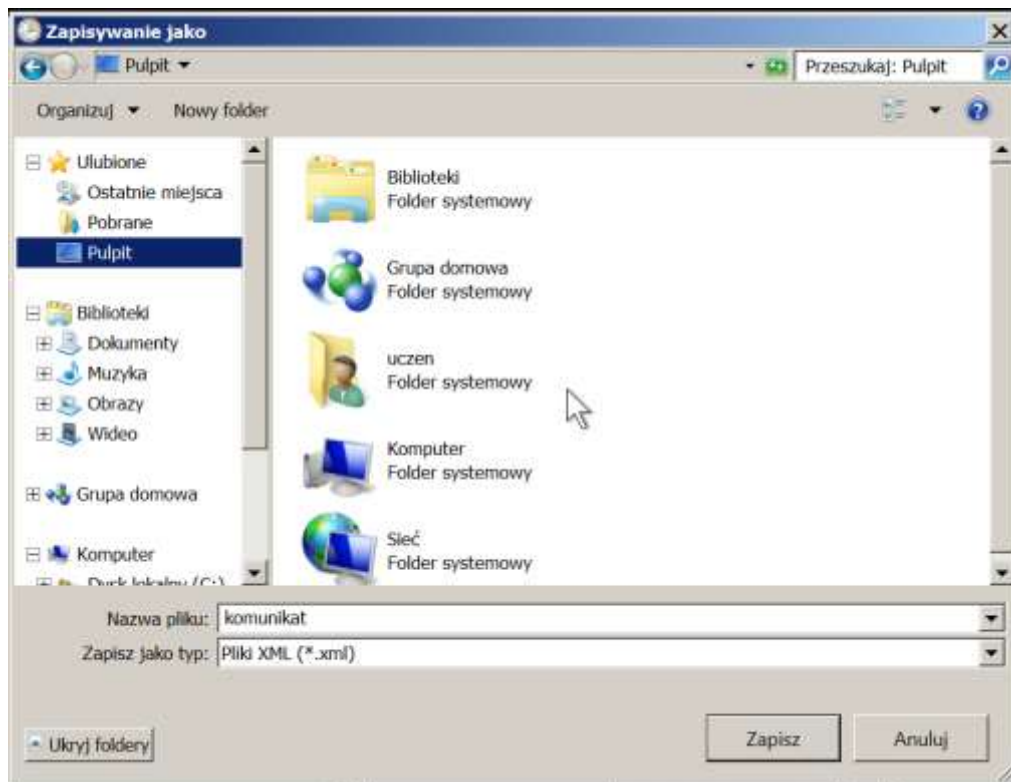 Zapisywanie jako
Pulpit
Przeszukaj: Pulpit
Organizuj
Nowy folder
Ulubione
Ostatnie miejsca
Pobrane
Pulpit
Biblioteki
Dokumenty
Muzyka
Obrazy
Wideo
Grupa domowa
Komputer
Dysk lokalny (C:)
Biblioteki
Folder systemowy
Grupa domowa
Folder systemowy
uczen
Folder systemowy
Komputer
Folder systemowy
Sieć
Folder systemowy
Nazwa pliku: komunikat
Zapisz jako typ: Pliki XML (*.xml)
Ukryj foldery
Zapisz
Anuluj